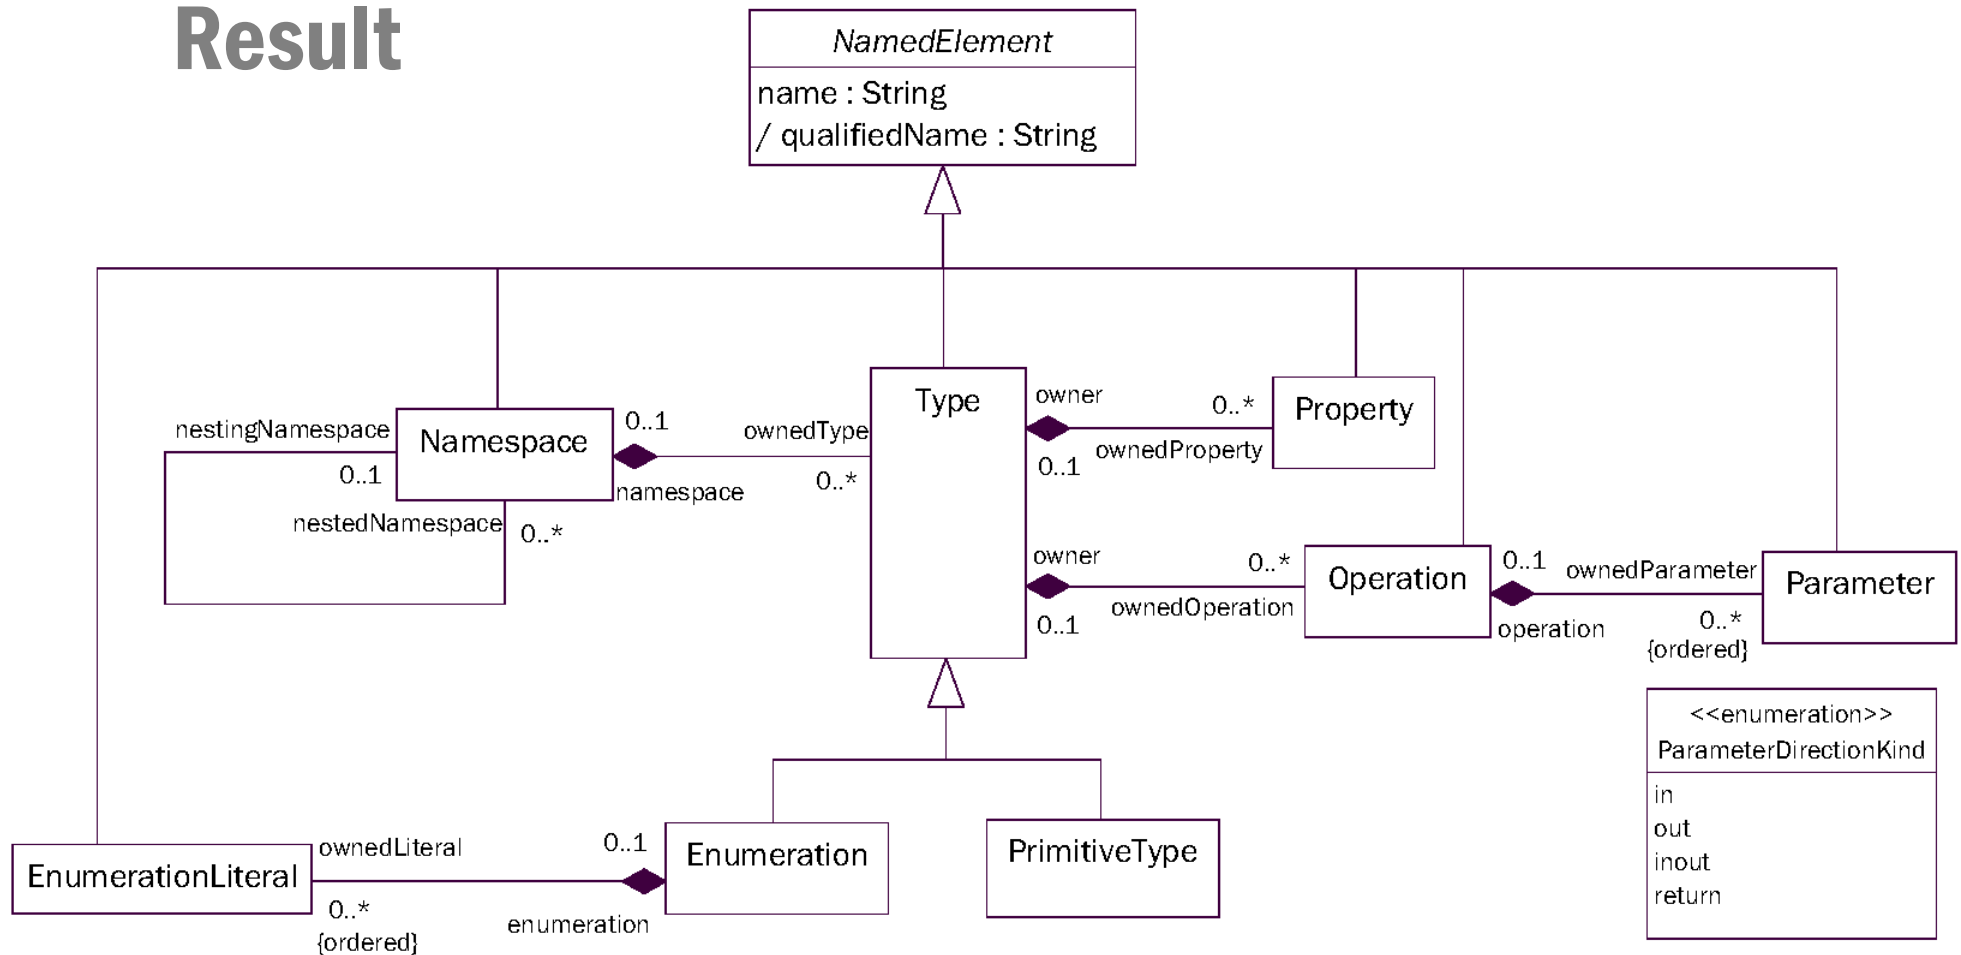 Result
NamedElement
name : String
/ qualifiedName : String
nestingNamespace
0..1
Namespace
nestedNamespace
0..*
0..1
namespace
ownedType
0..*
Type
owner
0..1
0..*
ownedProperty
Property
owner
0..1
0..*
ownedOperation
Operation
0..1
operation
ownedParameter
0..*
{ordered}
Parameter
<<enumeration>>
ParameterDirectionKind
in
out
inout
return
EnumerationLiteral
ownedLiteral
0..*
{ordered}
0..1
enumeration
Enumeration
PrimitiveType